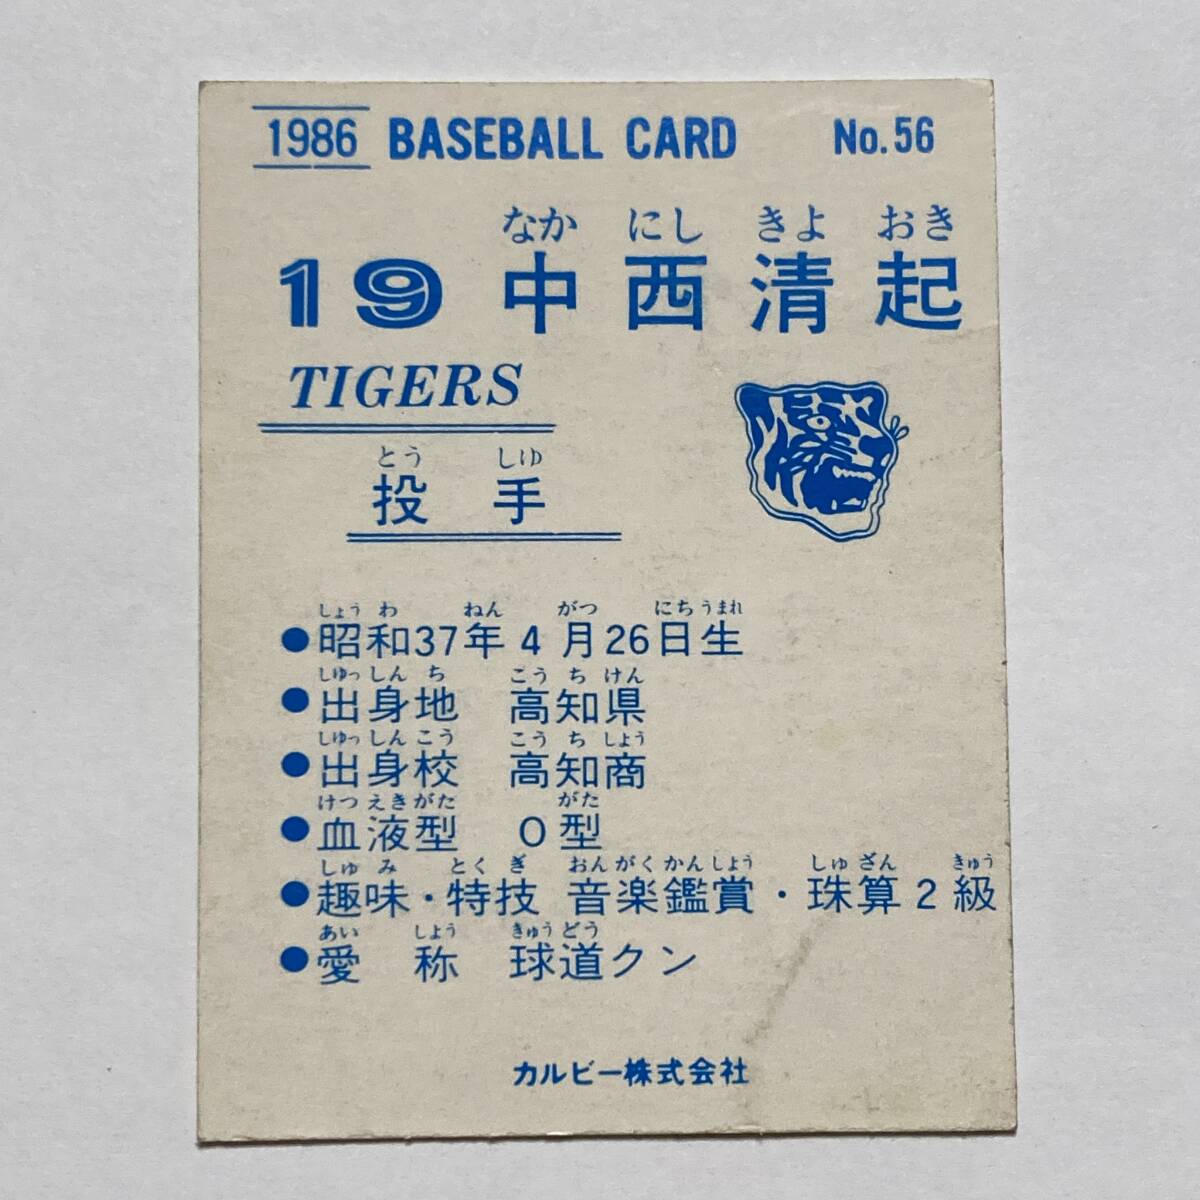 1986 BASEBALL CARD No.56
なか にし きよ おき
19 中西清起
TIGERS
とう しゆ
投手
しょう わ ねん がつ にち うまれ
●昭和37年4月26日生
しゅっ しん ち こう ち けん
●出身地 高知県
しゅっ しん こう こう ち しょう
●出身校 高知商
けつ えき がた がた
●血液型 O型
しゅ み とく ぎ おん がく かん しょう しゅ ざん きゅう
●趣味・特技 音楽鑑賞・珠算2級
あい しょう きゅう どう
●愛称 球道クン
カルビー株式会社